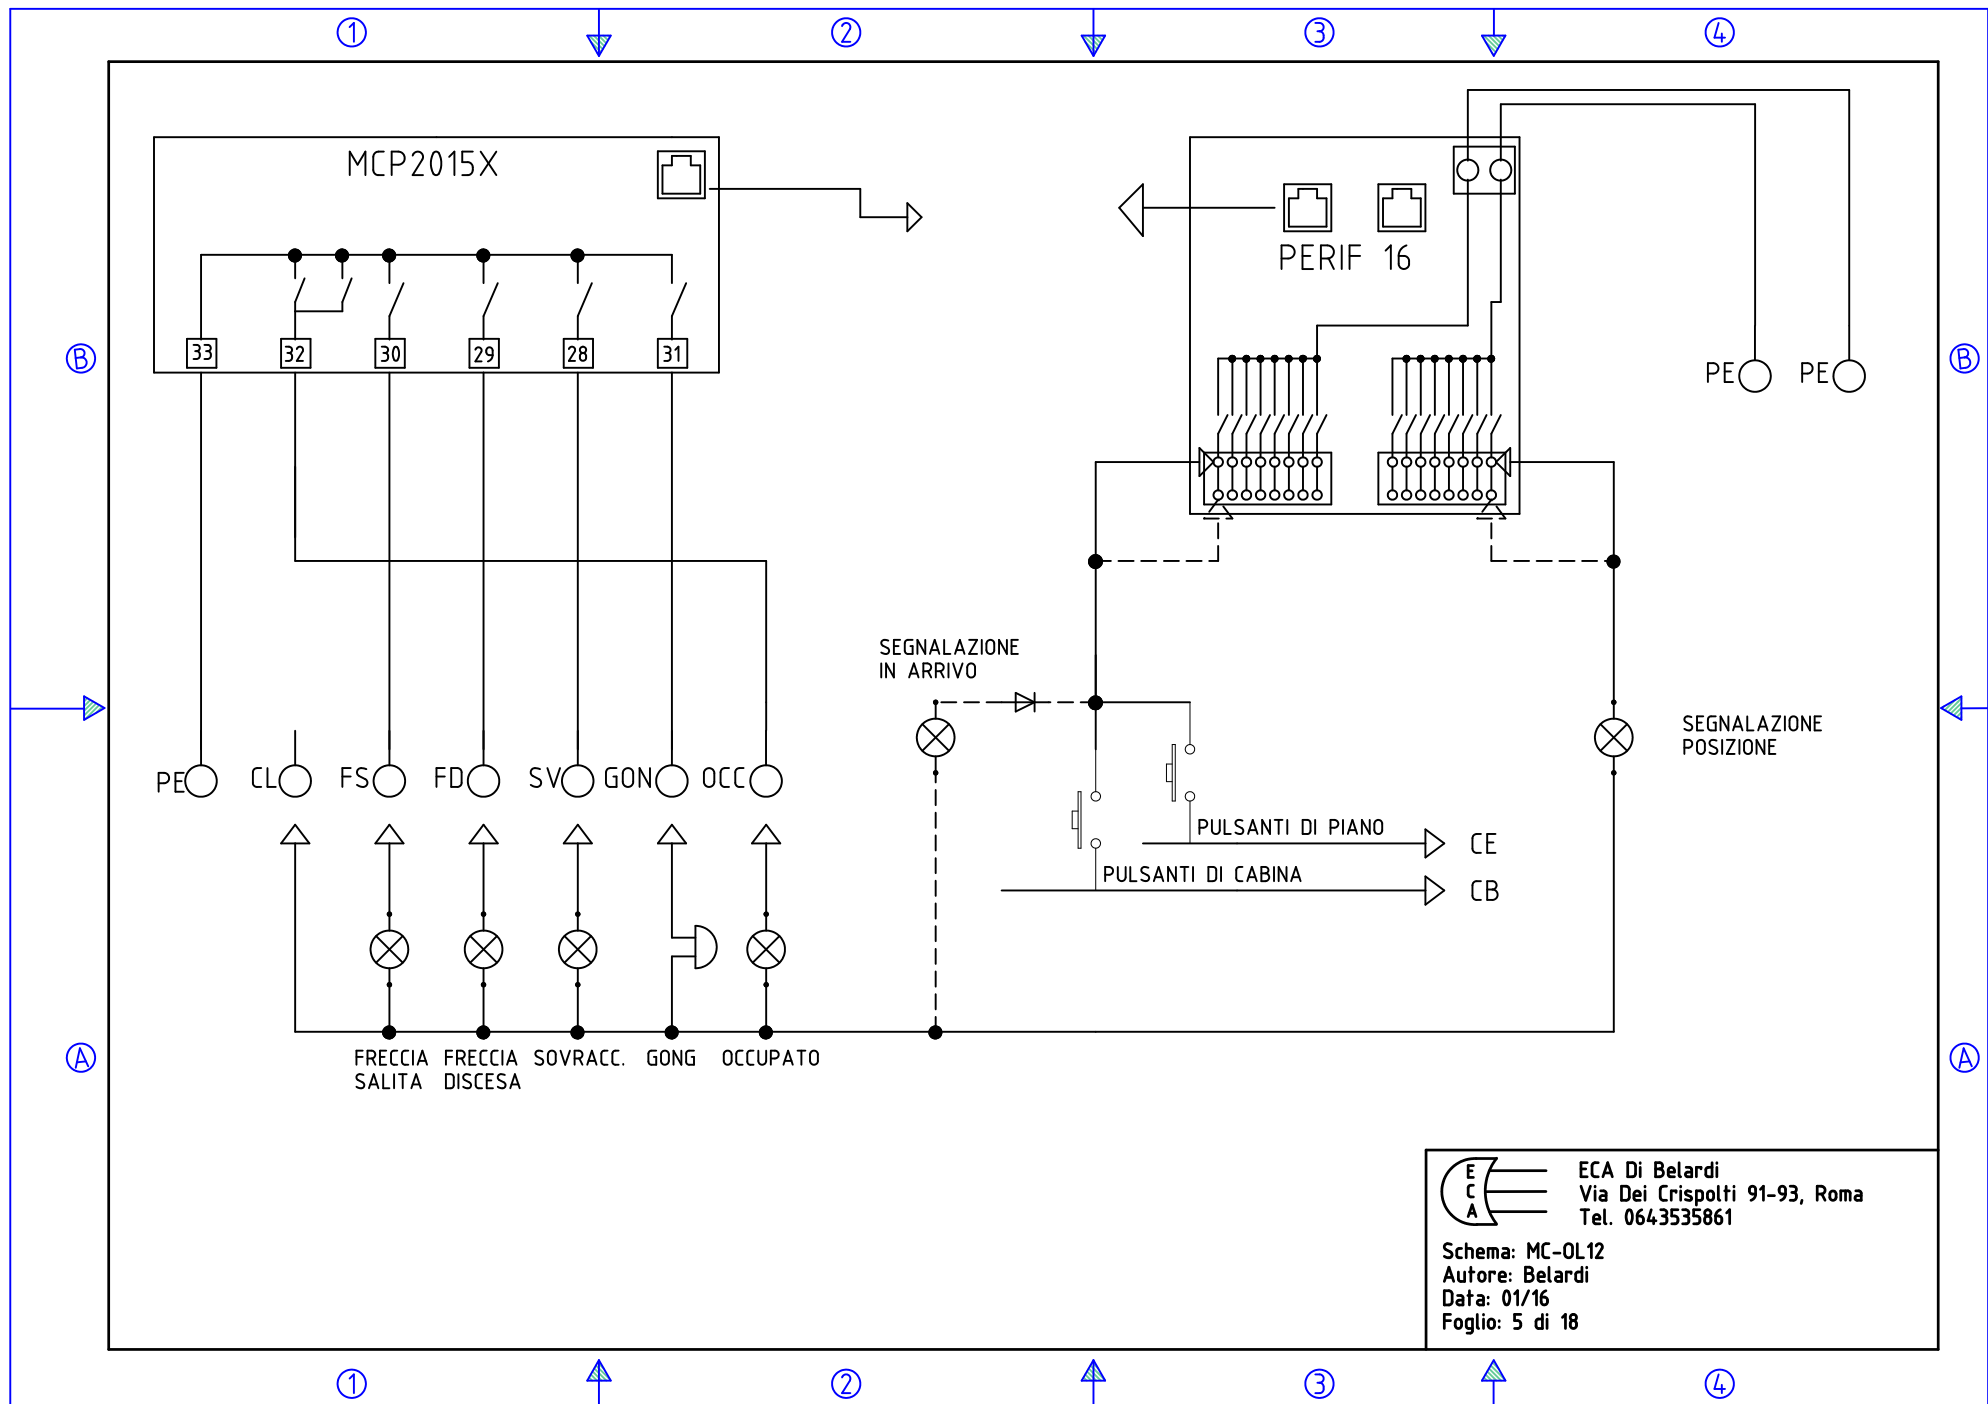 1
2
3
4
MCP2015X
PERIF 16
B
33
32
30
29
28
31
PE
PE
B
SEGNALAZIONE
IN ARRIVO
SEGNALAZIONE
POSIZIONE
PE
CL
FS
FD
SV
GON
OCC
PULSANTI DI PIANO
CE
PULSANTI DI CABINA
CB
A
FRECCIA
SALITA
FRECCIA
DISCESA
SOVRACC.
GONG
OCCUPATO
A
E
C
A
ECA Di Belardi
Via Dei Crispolti 91-93, Roma
Tel. 0643535861
Schema: MC-OL12
Autore: Belardi
Data: 01/16
Foglio: 5 di 18
1
2
3
4